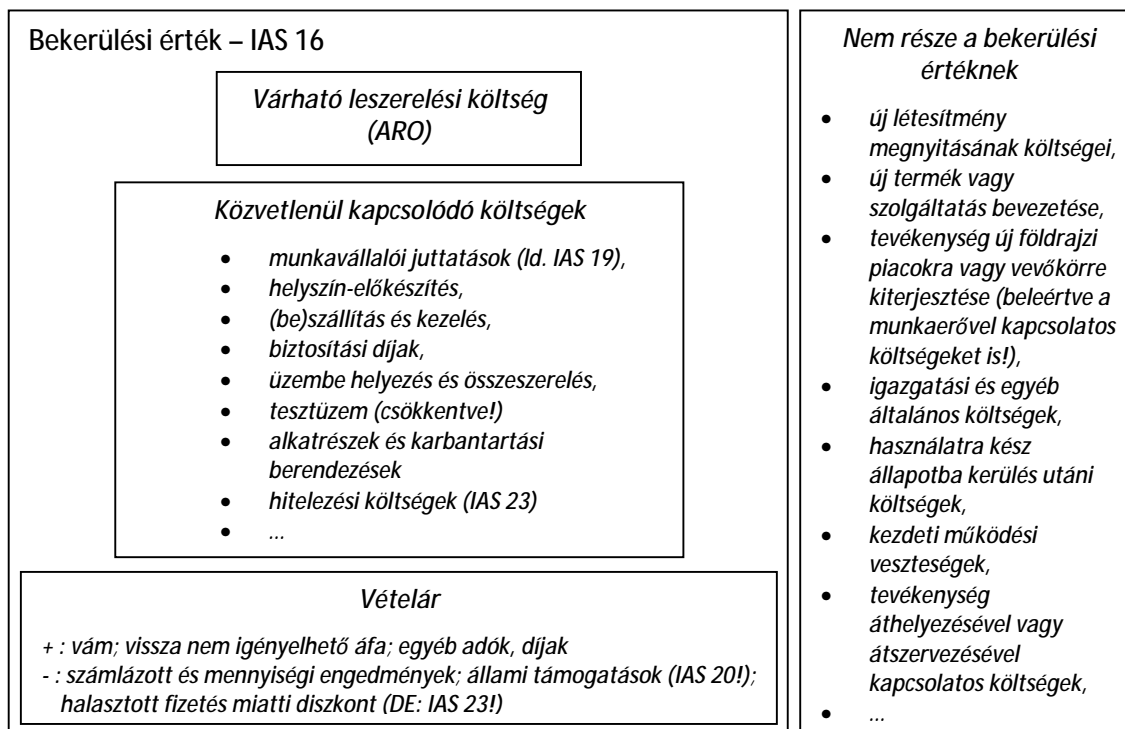 Bekerülési érték – IAS 16
Várható leszerelési költség
(ARO)
Közvetlenül kapcsolódó költségek
• munkavállalói juttatások (ld. IAS 19),
• helyszín-előkészítés,
• (be)szállítás és kezelés,
• biztosítási díjak,
• üzembe helyezés és összeszerelés,
• tesztüzem (csökkentve!)
• alkatrészek és karbantartási
berendezések
• hitelezési költségek (IAS 23)
• ...
Vételár
+ : vám; vissza nem igényelhető áfa; egyéb adók, díjak
- : számlázott és mennyiségi engedmények; állami támogatások (IAS 20!);
halasztott fizetés miatti diszkont (DE: IAS 23!)
Nem része a bekerülési
értéknek
• új létesítmény
megnyitásának költségei,
• új termék vagy
szolgáltatás bevezetése,
• tevékenység új földrajzi
piacokra vagy vevőkörre
kiterjesztése (beleértve a
munkaerővel kapcsolatos
költségeket is!),
• igazgatási és egyéb
általános költségek,
• használatra kész
állapotba kerülés utáni
költségek,
• kezdeti működési
veszteségek,
• tevékenység
áthelyezésével vagy
átszervezésével
kapcsolatos költségek,
• ...